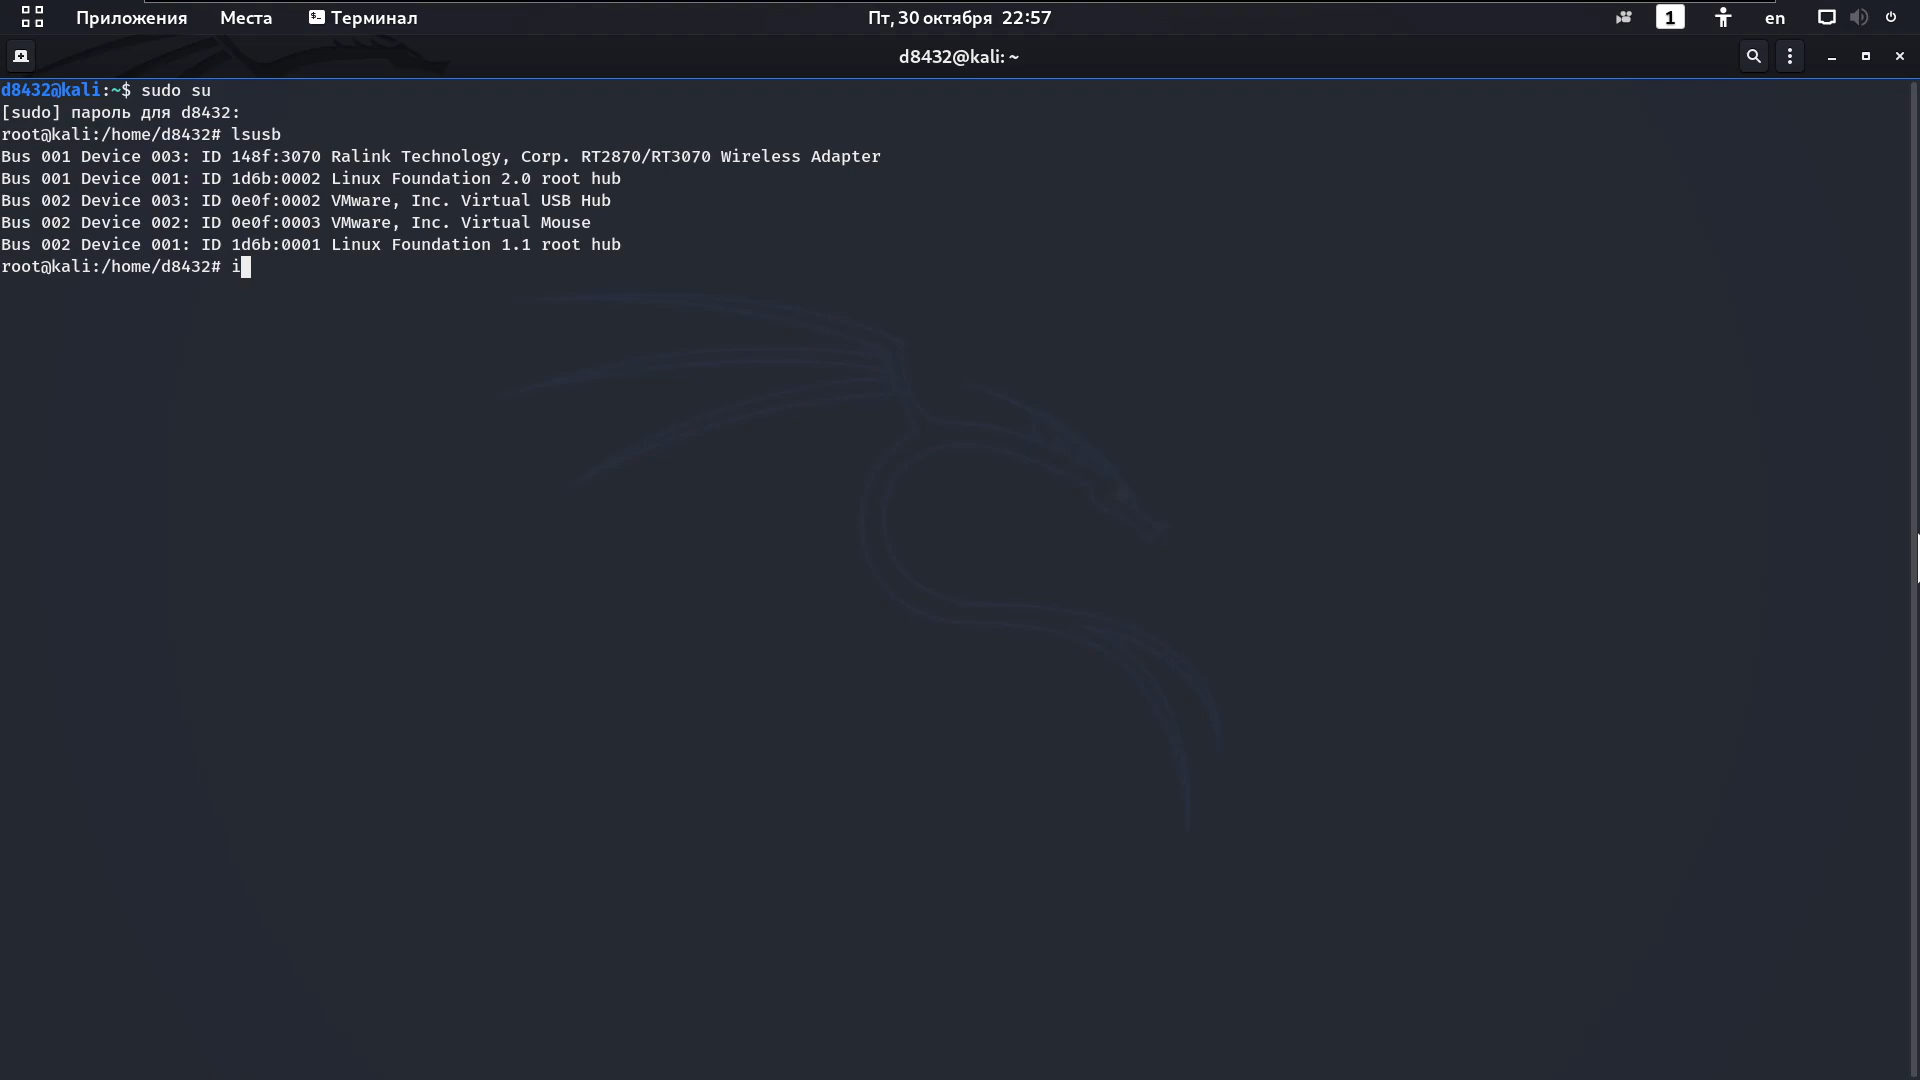 Приложения Места Терминал Пт, 30 октября 22:57 1 en
d8432@kali: ~
d8432@kali:~$ sudo su
[sudo] пароль для d8432:
root@kali:/home/d8432# lsusb
Bus 001 Device 003: ID 148f:3070 Ralink Technology, Corp. RT2870/RT3070 Wireless Adapter
Bus 001 Device 001: ID 1d6b:0002 Linux Foundation 2.0 root hub
Bus 002 Device 003: ID 0e0f:0002 VMware, Inc. Virtual USB Hub
Bus 002 Device 002: ID 0e0f:0003 VMware, Inc. Virtual Mouse
Bus 002 Device 001: ID 1d6b:0001 Linux Foundation 1.1 root hub
root@kali:/home/d8432# i